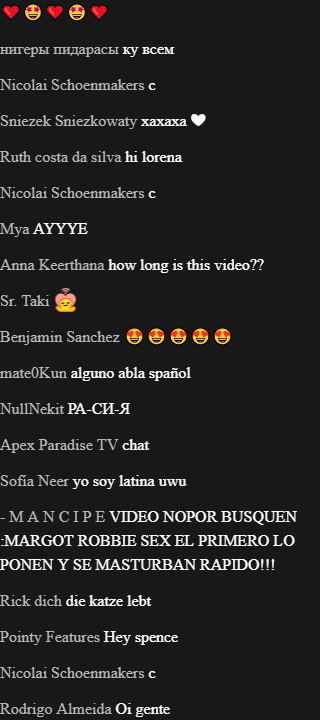 ❤🤩❤🤩❤
нигеры пидарасы ку всем
Nicolai Schoenmakers c
Sniezek Sniezkowaty xaxaxa 🤍
Ruth costa da silva hi lorena
Nicolai Schoenmakers c
Mya AYYYE
Anna Keerthana how long is this video??
Sr. Taki
Benjamin Sanchez 🤩🤩🤩🤩🤩
mate0Kun alguno abla spañol
NullNekit РА-СИ-Я
Apex Paradise TV chat
Sofía Neer yo soy latina uwu
- M A N C I P E VIDEO NOPOR BUSQUEN
:MARGOT ROBBIE SEX EL PRIMERO LO
PONEN Y SE MASTURBAN RAPIDO!!!
Rick dich die katze lebt
Pointy Features Hey spence
Nicolai Schoenmakers c
Rodrigo Almeida Oi gente